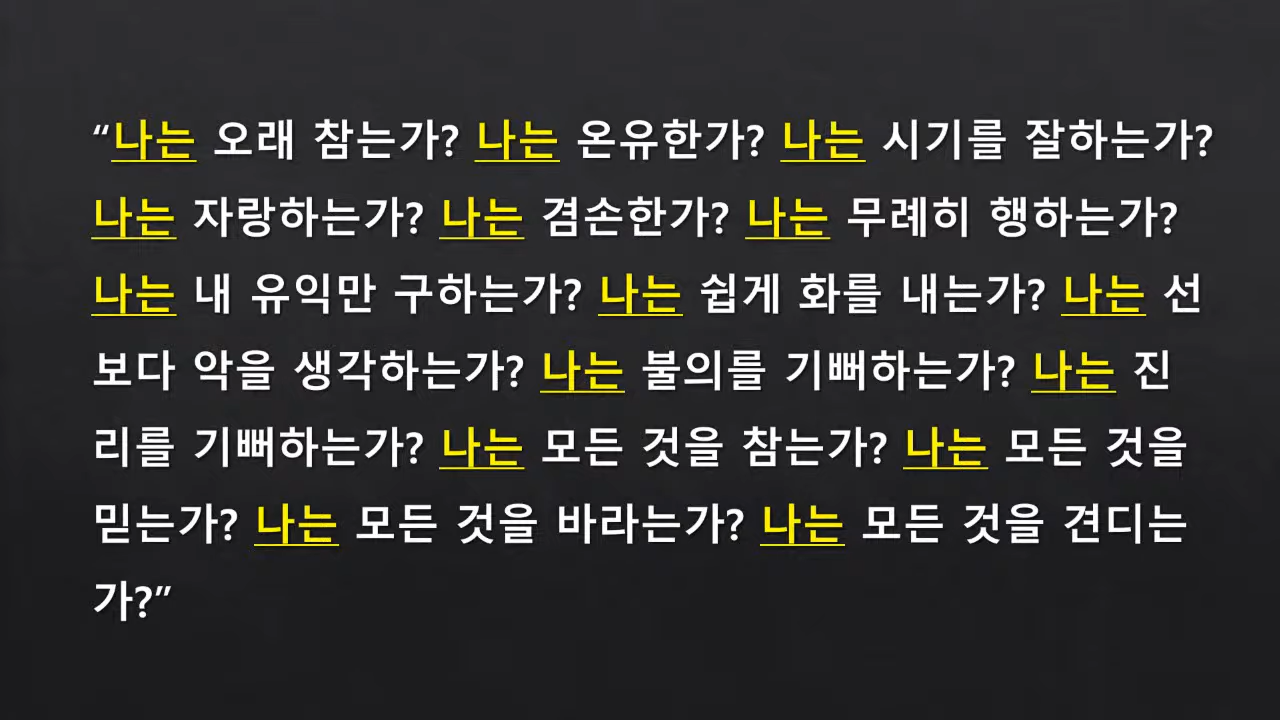 “나는 오래 참는가? 나는 온유한가? 나는 시기를 잘하는가?
나는 자랑하는가? 나는 겸손한가? 나는 무례히 행하는가?
나는 내 유익만 구하는가? 나는 쉽게 화를 내는가? 나는 선
보다 악을 생각하는가? 나는 불의를 기뻐하는가? 나는 진
리를 기뻐하는가? 나는 모든 것을 참는가? 나는 모든 것을
믿는가? 나는 모든 것을 바라는가? 나는 모든 것을 견디는
가?”